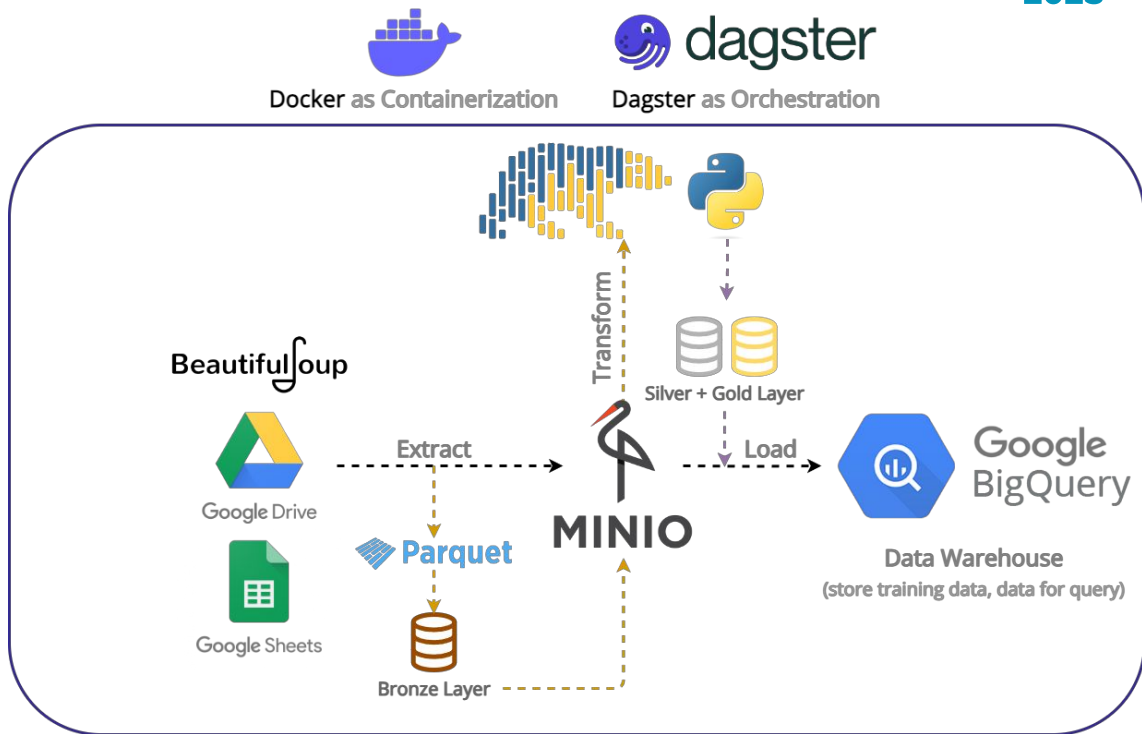 2023
dagster
Docker as Containerization
Dagster as Orchestration
Transform
BeautifulSoup
Silver + Gold Layer
Extract
Load
Google
BigQuery
Google Drive
Parquet
MINIO
Data Warehouse
(store training data, data for query)
Google Sheets
Bronze Layer